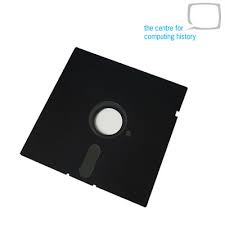 the centre for
computing history